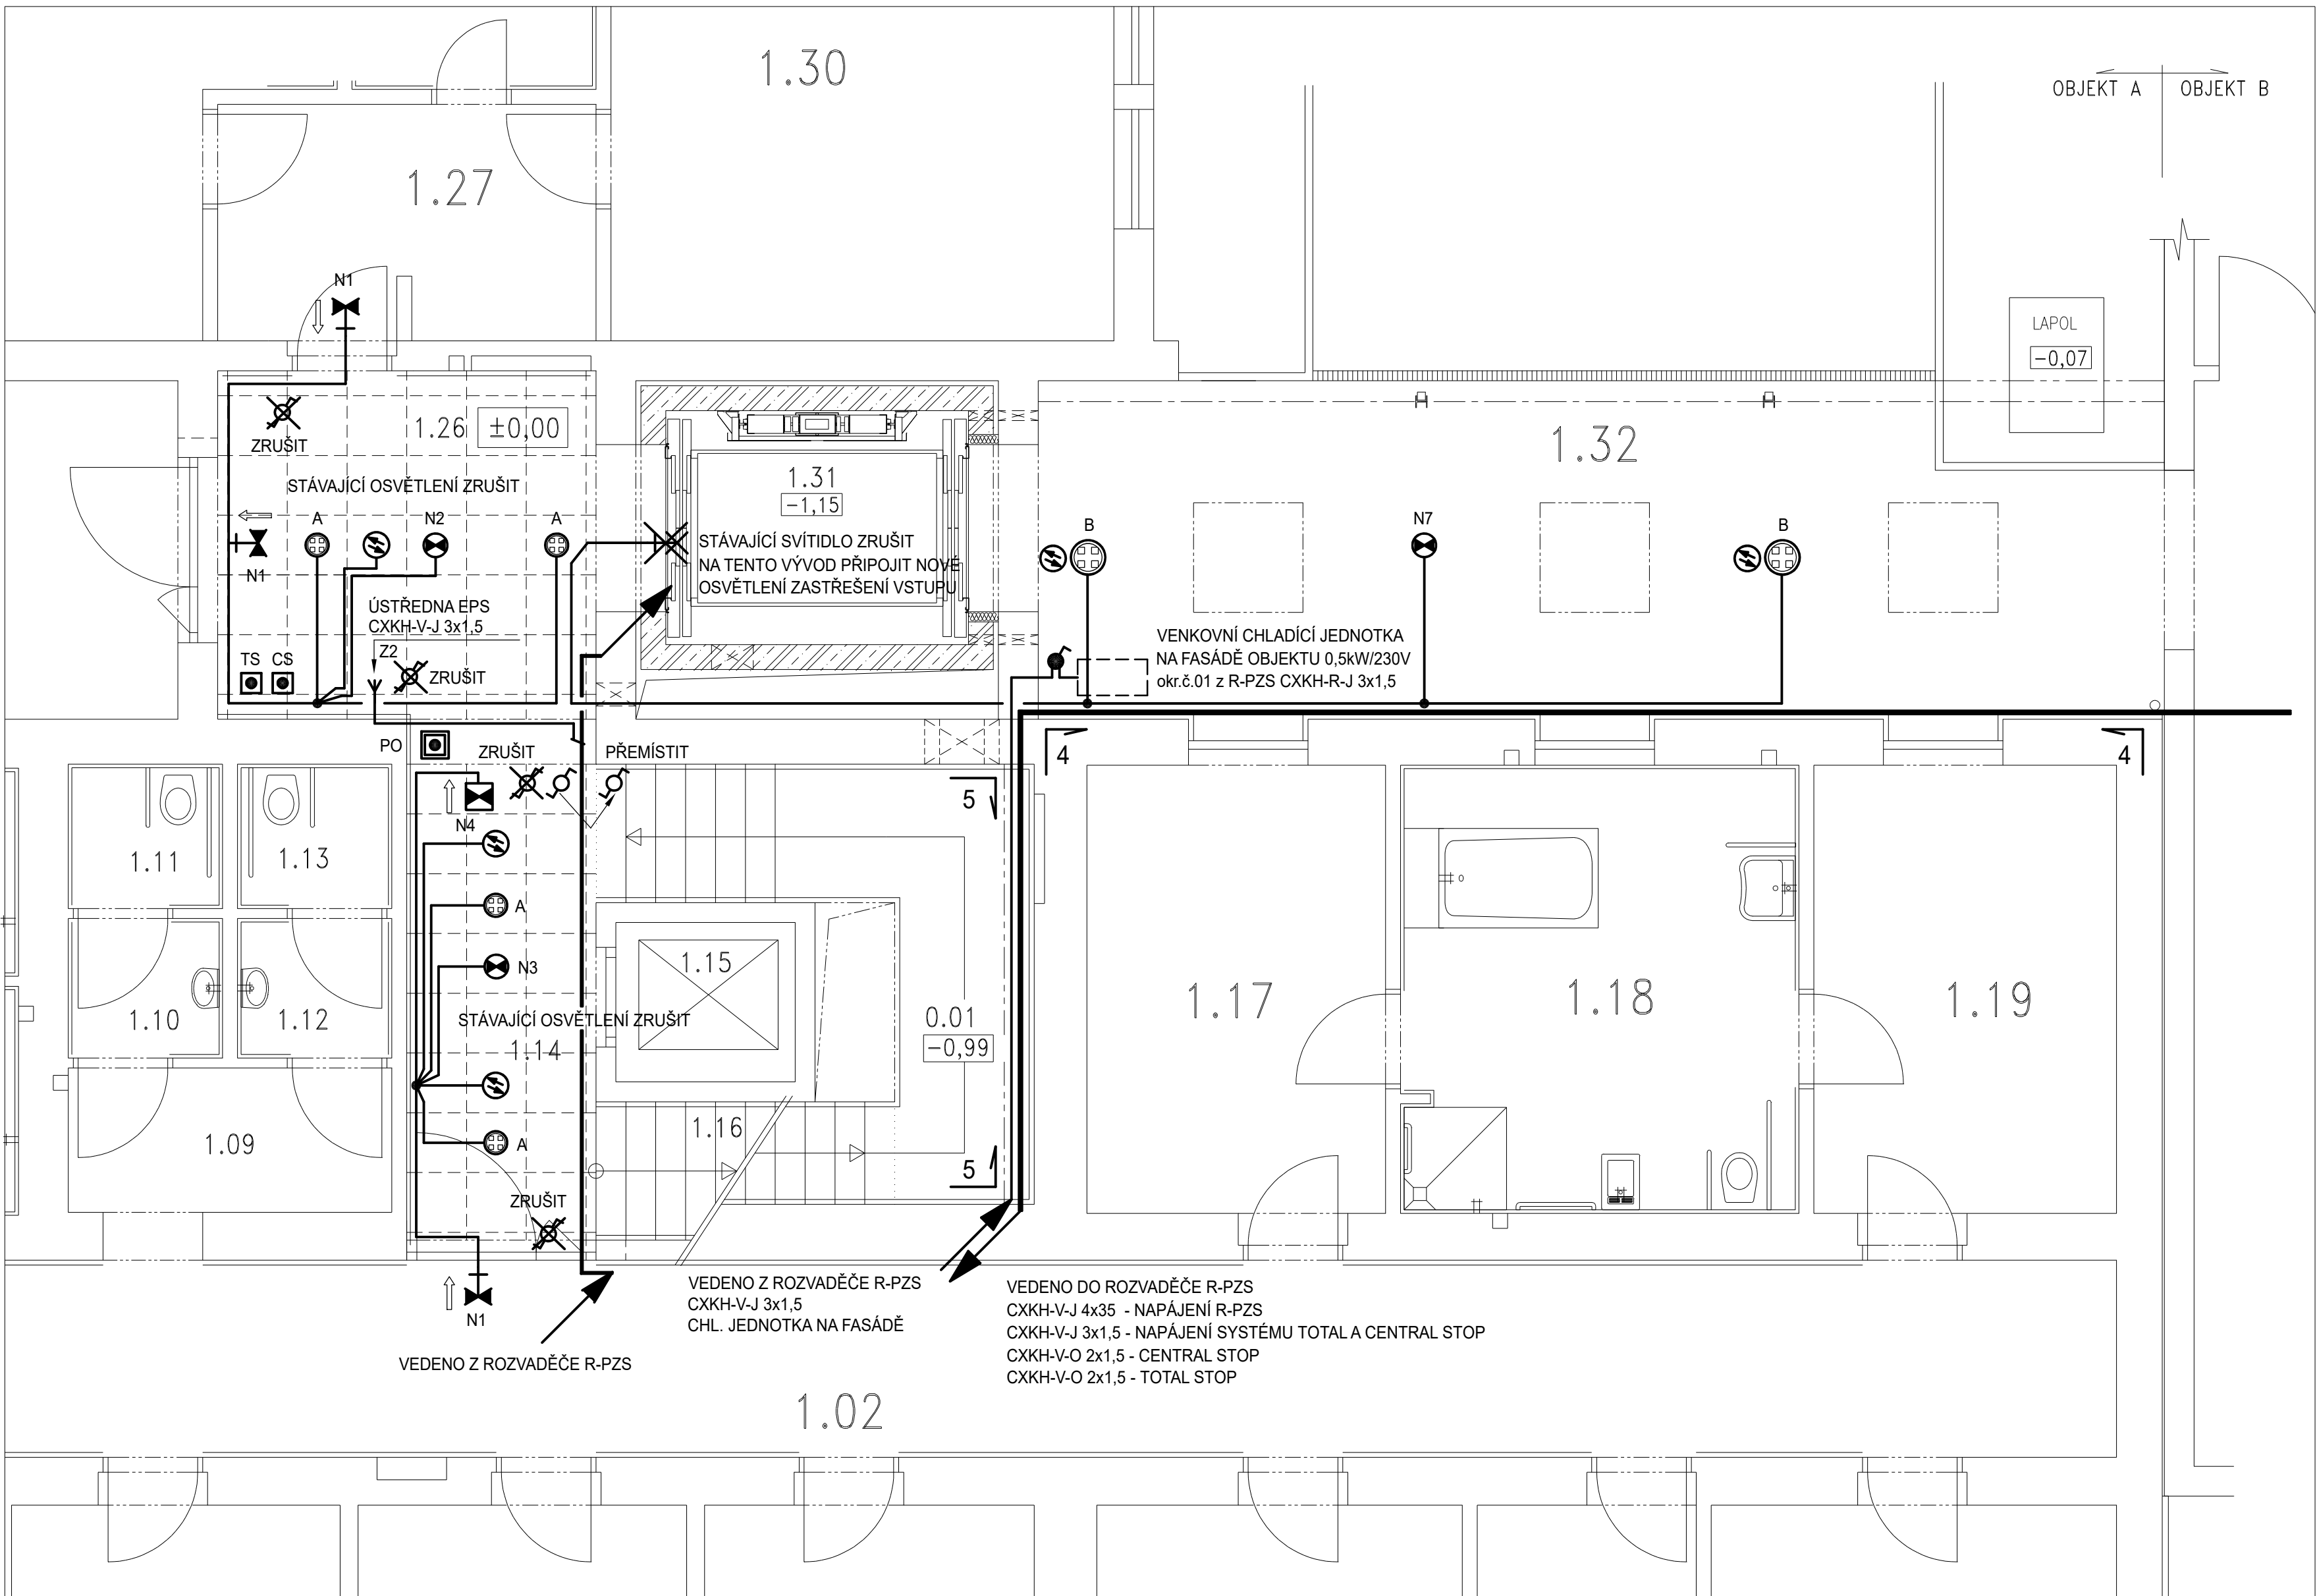 1.30
OBJEKT A
OBJEKT B
1.27
N1
LAPOL
-0,07
ZRUŠIT
1.26
±0,00
1.32
STÁVAJÍCÍ OSVĚTLENÍ ZRUŠIT
1.31
-1,15
A
N2
A
N1
STÁVAJÍCÍ SVÍTIDLO ZRUŠIT
NA TENTO VÝVOD PŘIPOJIT NOVÉ
OSVĚTLENÍ ZASTŘEŠENÍ VSTUPU
B
N7
B
ÚSTŘEDNA EPS
CXKH-V-J 3x1,5
Z2
ZRUŠIT
TS
CS
VENKOVNÍ CHLADÍCÍ JEDNOTKA
NA FASÁDĚ OBJEKTU 0,5kW/230V
okr.č.01 z R-PZS CXKH-R-J 3x1,5
PO
ZRUŠIT
PŘEMÍSTIT
4
4
5
N4
1.11
1.13
A
1.15
N3
1.10
1.12
STÁVAJÍCÍ OSVĚTLENÍ ZRUŠIT
1.14
0.01
-0,99
1.17
1.18
1.19
1.09
A
1.16
5
ZRUŠIT
N1
VEDENO Z ROZVADĚČE R-PZS
CXKH-V-J 3x1,5
CHL. JEDNOTKA NA FASÁDĚ
VEDENO DO ROZVADĚČE R-PZS
CXKH-V-J 4x35 - NAPÁJENÍ R-PZS
CXKH-V-J 3x1,5 - NAPÁJENÍ SYSTÉMU TOTAL A CENTRAL STOP
CXKH-V-O 2x1,5 - CENTRAL STOP
CXKH-V-O 2x1,5 - TOTAL STOP
VEDENO Z ROZVADĚČE R-PZS
1.02